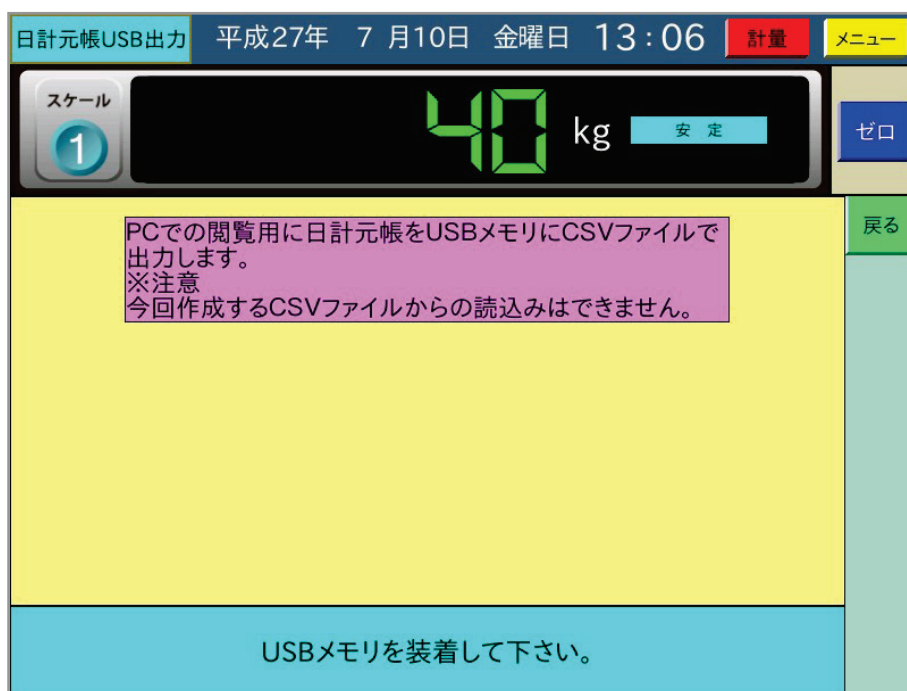 日計元帳USB出力 平成27年 7月10日 金曜日 13:06 計量 メニュー
スケール
1
40 kg 安定
ゼロ
戻る
PCでの閲覧用に日計元帳をUSBメモリにCSVファイルで
出力します。
※注意
今回作成するCSVファイルからの読込みはできません。
USBメモリを装着して下さい。